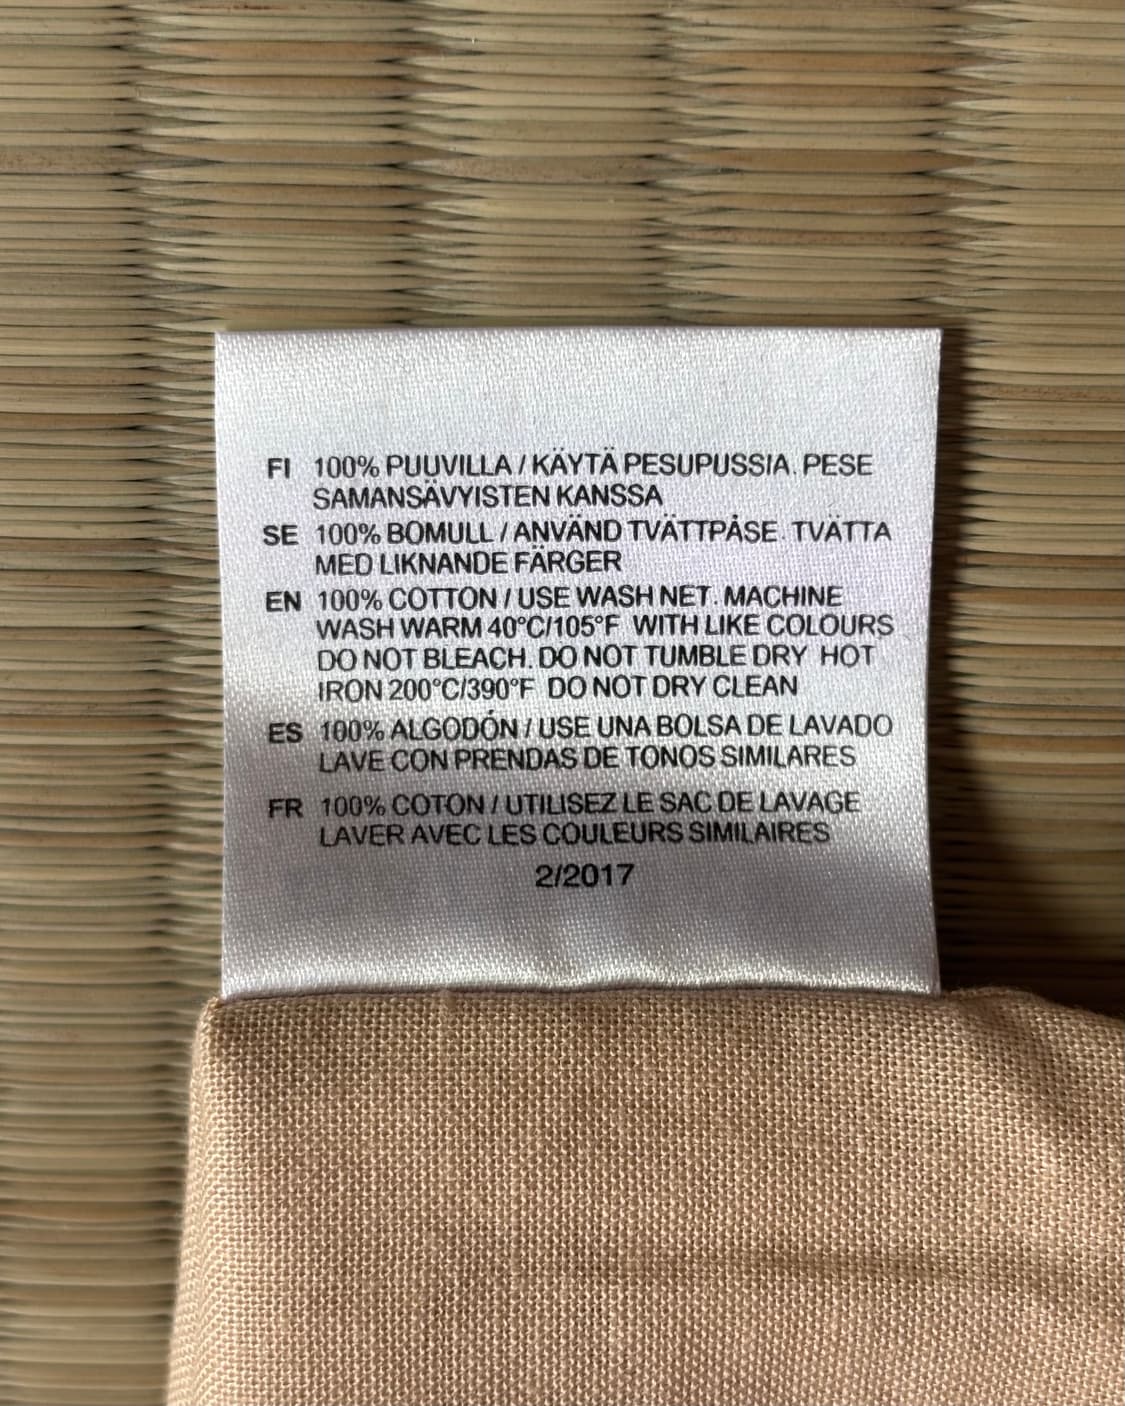 FI 100% PUUVILLA / KÄYTÄ PESUPUSSIA. PESE
SAMANSÄVYISTEN KANSSA
SE 100% BOMULL / ANVÄND TVÄTTPÅSE. TVÄTTA
MED LIKNANDE FÄRGER
EN 100% COTTON / USE WASH NET. MACHINE
WASH WARM 40°C/105°F WITH LIKE COLOURS
DO NOT BLEACH. DO NOT TUMBLE DRY HOT
IRON 200°C/390°F DO NOT DRY CLEAN
ES 100% ALGODÓN / USE UNA BOLSA DE LAVADO
LAVE CON PRENDAS DE TONOS SIMILARES
FR 100% COTON / UTILISEZ LE SAC DE LAVAGE
LAVER AVEC LES COULEURS SIMILAIRES
2/2017